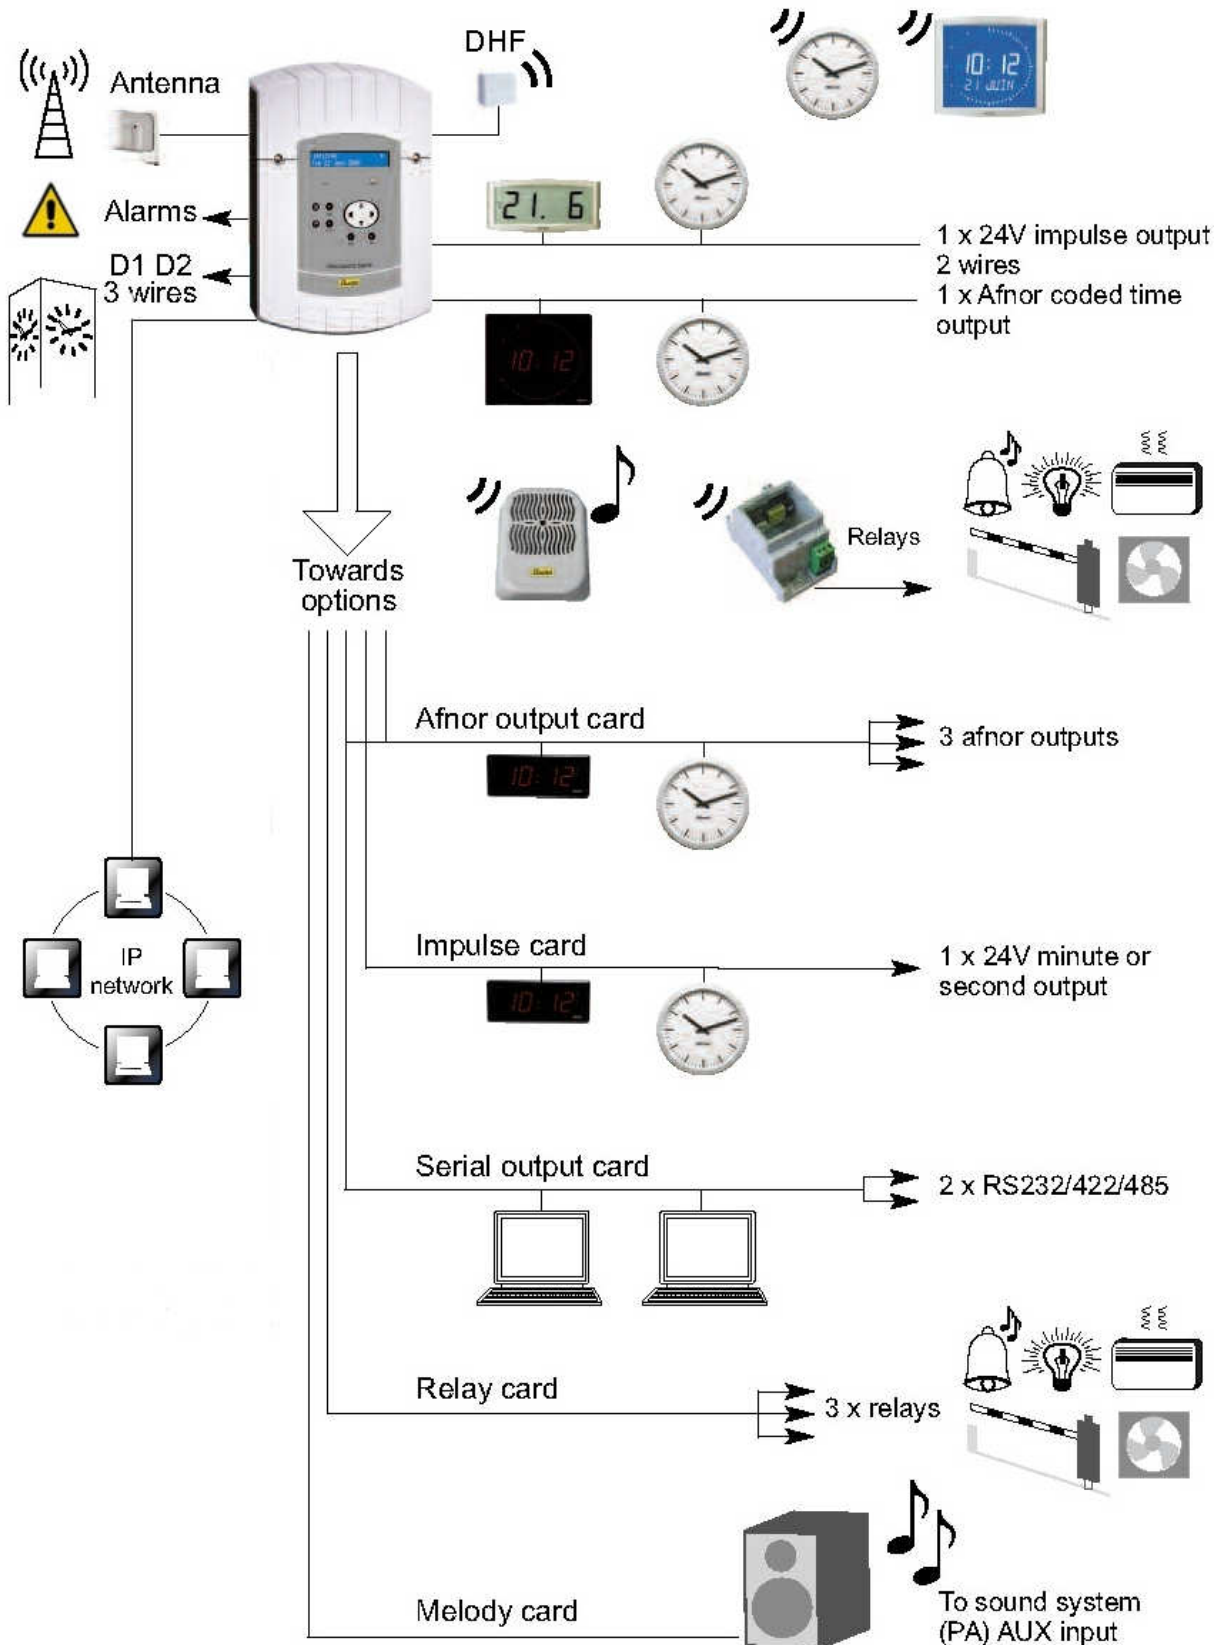 DHF
10:12
21 JUIN
Antenna
21. 6
Alarms
1 x 24V impulse output
2 wires
D1 D2
3 wires
1 x Afnor coded time
output
10:12
Relays
Towards
options
Afnor output card
3 afnor outputs
10:12
Impulse card
1 x 24V minute or
second output
IP
network
10:12
Serial output card
2 x RS232/422/485
Relay card
3 x relays
Melody card
To sound system
(PA) AUX input